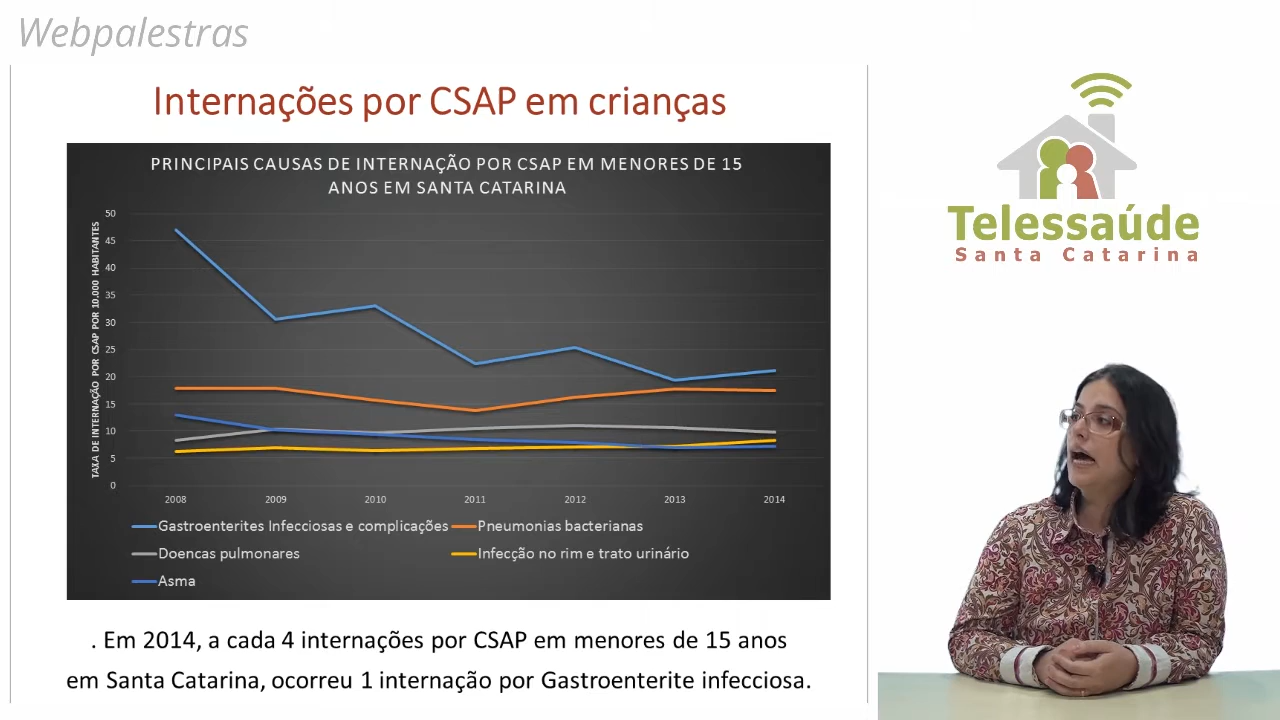 Webpalestras
Internações por CSAP em crianças
PRINCIPAIS CAUSAS DE INTERNAÇÃO POR CSAP EM MENORES DE 15
ANOS EM SANTA CATARINA
TAXA DE INTERNAÇÃO POR CSAP POR 10.000 HABITANTES
50
45
40
35
30
25
20
15
10
5
0
2008 2009 2010 2011 2012 2013 2014
Gastroenterites Infecciosas e complicações Pneumonias bacterianas
Doencas pulmonares Infecção no rim e trato urinário
Asma
. Em 2014, a cada 4 internações por CSAP em menores de 15 anos
em Santa Catarina, ocorreu 1 internação por Gastroenterite infecciosa.
Telessaúde
Santa Catarina